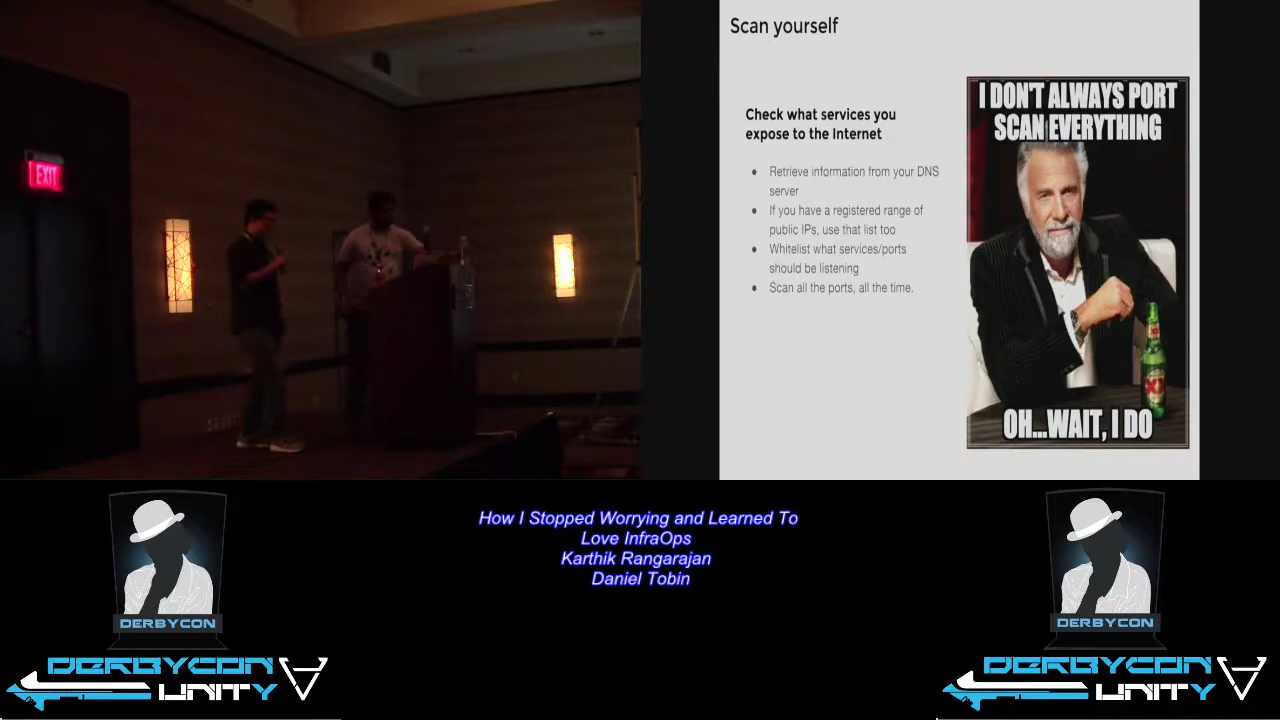 EXIT
Scan yourself
Check what services you
expose to the Internet
Retrieve information from your DNS
server
If you have a registered range of
public IPs, use that list too
Whitelist what services/ports
should be listening
Scan all the ports, all the time.
I DON'T ALWAYS PORT
SCAN EVERYTHING
XX
OH...WAIT, I DO
How I Stopped Worrying and Learned To
Love InfraOps
Karthik Rangarajan
Daniel Tobin
DERBYCON
DERBYCON
UNITY
DERBYCON
DERBYCON
UNITY